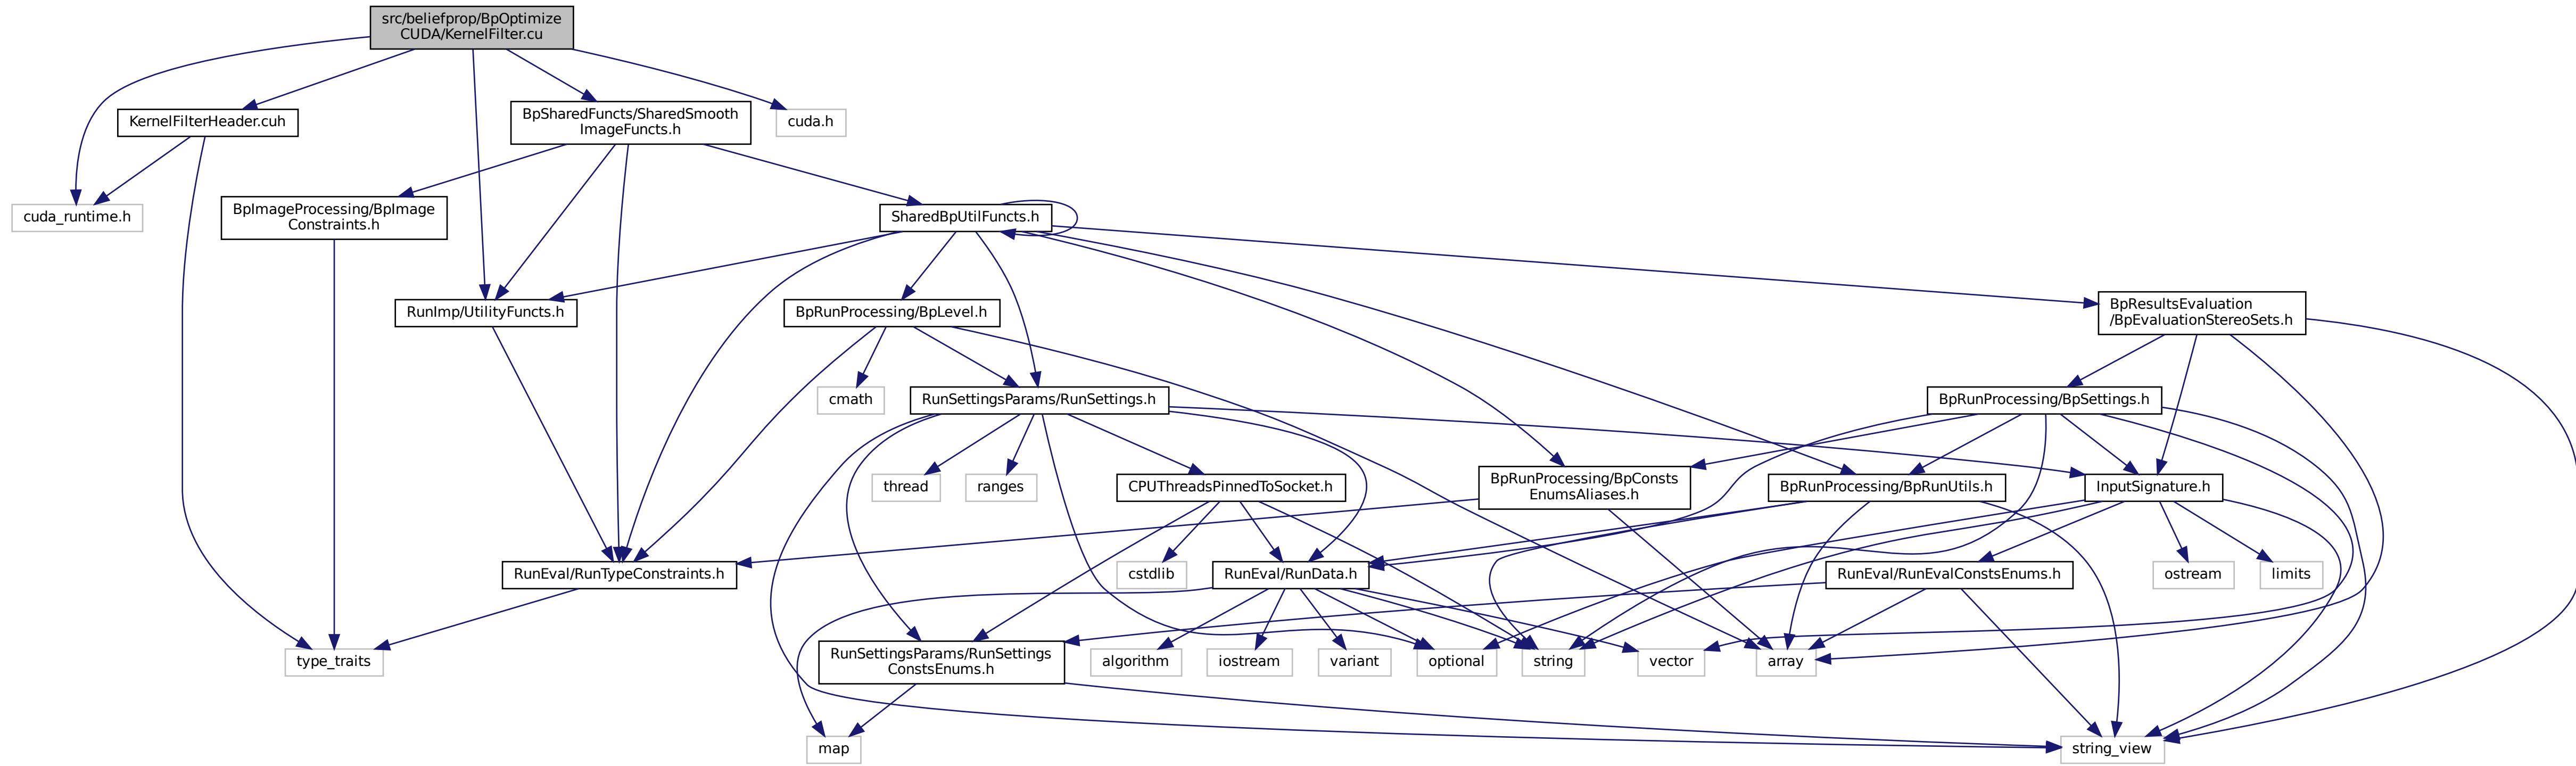 src/beliefprop/BpOptimize
CUDA/KernelFilter.cu
KernelFilterHeader.cuh
BpSharedFuncts/SharedSmooth
ImageFuncts.h
cuda.h
cuda_runtime.h
BpImageProcessing/BpImage
Constraints.h
SharedBpUtilFuncts.h
RunImp/UtilityFuncts.h
BpRunProcessing/BpLevel.h
BpResultsEvaluation
/BpEvaluationStereoSets.h
cmath
RunSettingsParams/RunSettings.h
BpRunProcessing/BpSettings.h
thread
ranges
CPUThreadsPinnedToSocket.h
BpRunProcessing/BpConsts
EnumsAliases.h
BpRunProcessing/BpRunUtils.h
InputSignature.h
RunEval/RunTypeConstraints.h
cstdlib
RunEval/RunData.h
RunEval/RunEvalConstsEnums.h
ostream
limits
type_traits
RunSettingsParams/RunSettings
ConstsEnums.h
algorithm
iostream
variant
optional
string
vector
array
map
string_view